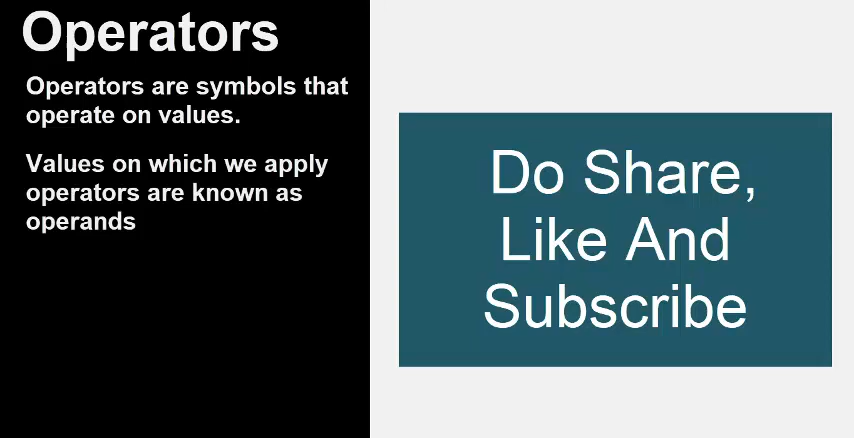 Operators
Operators are symbols that
operate on values.
Values on which we apply
operators are known as
operands
Do Share,
Like And
Subscribe